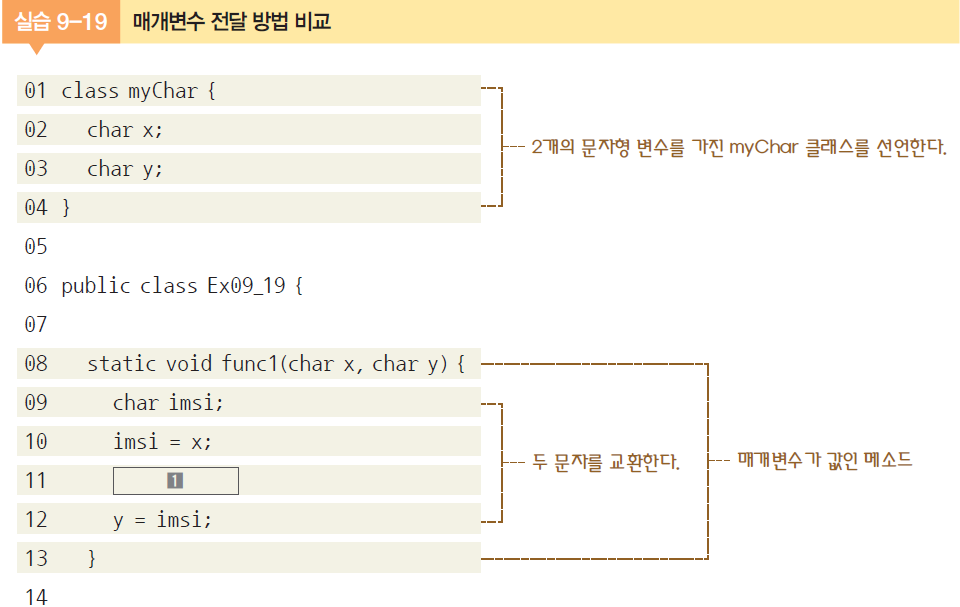 실습 9-19 매개변수 전달 방법 비교
01 class myChar {
02 char x;
03 char y;
04 }
2개의 문자형 변수를 가진 myChar 클래스를 선언한다.
05
06 public class Ex09_19 {
07
08 static void func1(char x, char y) {
09 char imsi;
10 imsi = x;
11 1
12 y = imsi;
13 }
두 문자를 교환한다.
매개변수가 값인 메소드
14